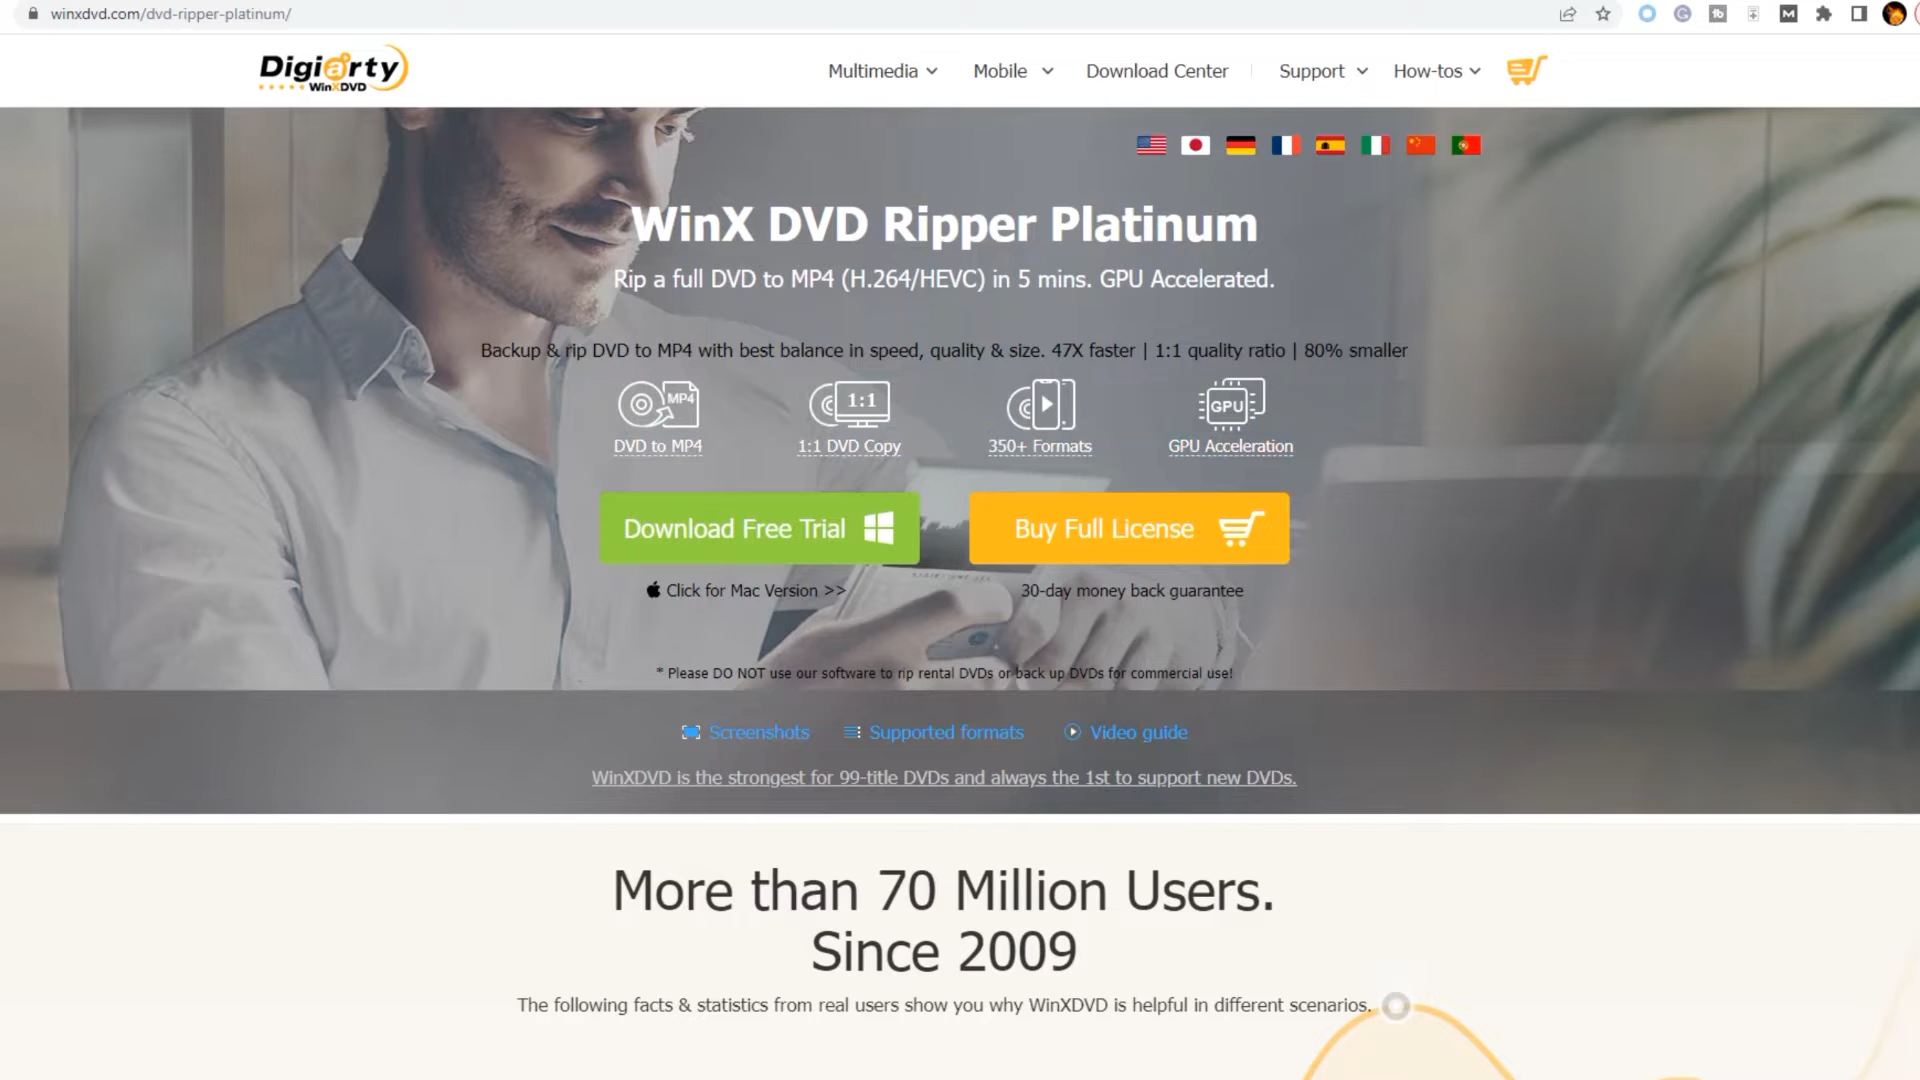 winxdvd.com/dvd-ripper-platinum/
Digiarty
WinXDVD
Multimedia
Mobile
Download Center
Support
How-tos
WinX DVD Ripper Platinum
Rip a full DVD to MP4 (H.264/HEVC) in 5 mins. GPU Accelerated.
Backup & rip DVD to MP4 with best balance in speed, quality & size. 47X faster | 1:1 quality ratio | 80% smaller
MP4
1:1
GPU
DVD to MP4
1:1 DVD Copy
350+ Formats
GPU Acceleration
Download Free Trial
Buy Full License
Click for Mac Version >>
30-day money back guarantee
* Please DO NOT use our software to rip rental DVDs or back up DVDs for commercial use!
Screenshots
Supported formats
Video guide
WinXDVD is the strongest for 99-title DVDs and always the 1st to support new DVDs.
More than 70 Million Users.
Since 2009
The following facts & statistics from real users show you why WinXDVD is helpful in different scenarios.